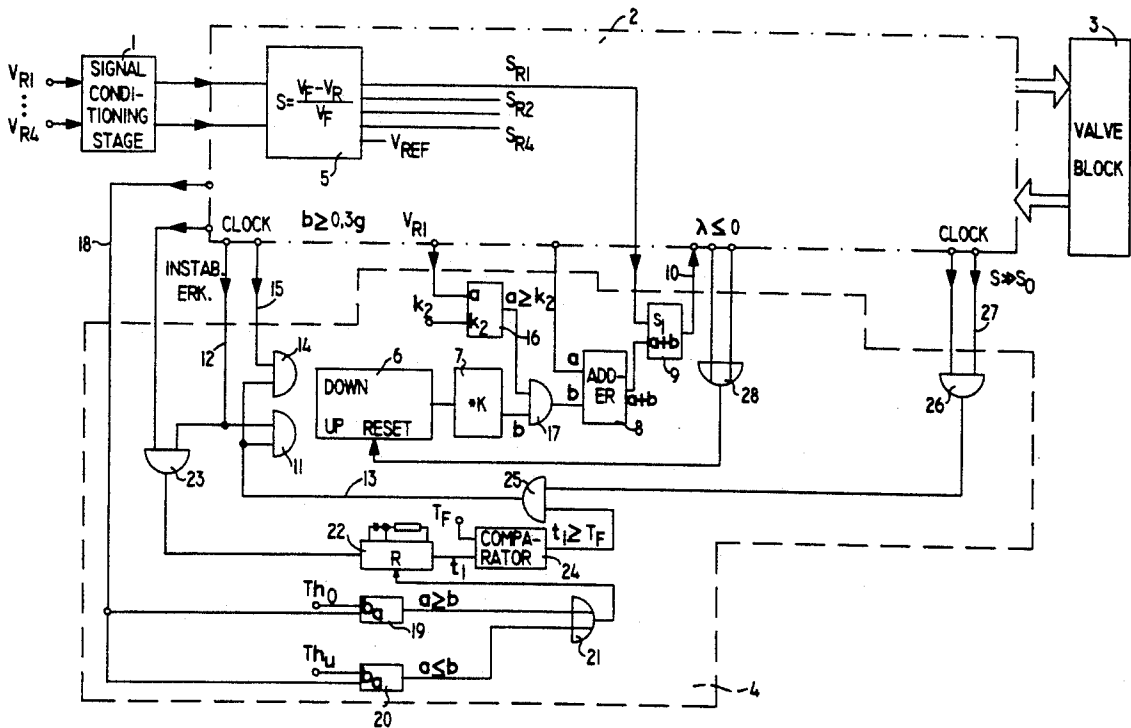 1
2
3
SIGNAL
CONDI-
TIONING
STAGE
V_R1
V_R4
S= V_F-V_R / V_F
5
S_R1
S_R2
S_R4
V_REF
VALVE
BLOCK
18
CLOCK
b≥0,3g
V_R1
λ≤0
CLOCK
INSTAB.
ERK.
15
12
10
S≫S_0
27
k_2
a
k_2
a≥k_2
16
S_1
a+b
9
14
11
6
DOWN
UP RESET
7
*K
b
17
a
b
ADD-
ER
8
a+b
28
26
23
13
25
22
R
T_F
t_1
COMPA-
RATOR
24
t_1≥T_F
Th_0
b
a
19
a≥b
21
Th_u
b
a
20
a≤b
4